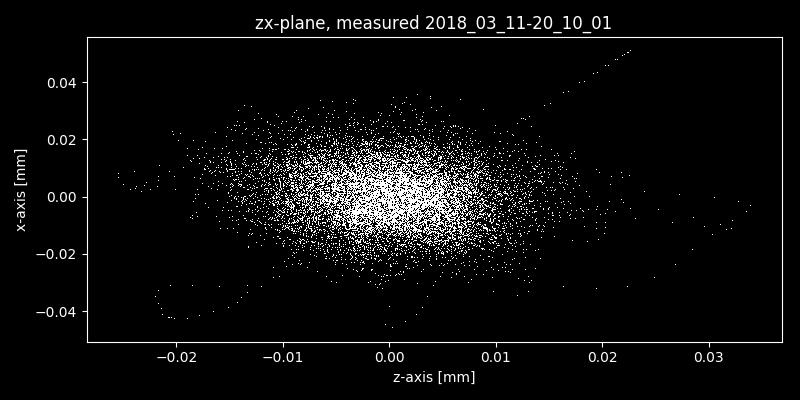 zx-plane, measured 2018_03_11-20_10_01
x-axis [mm]
0.04
0.02
0.00
−0.02
−0.04
−0.02 −0.01 0.00 0.01 0.02 0.03
z-axis [mm]